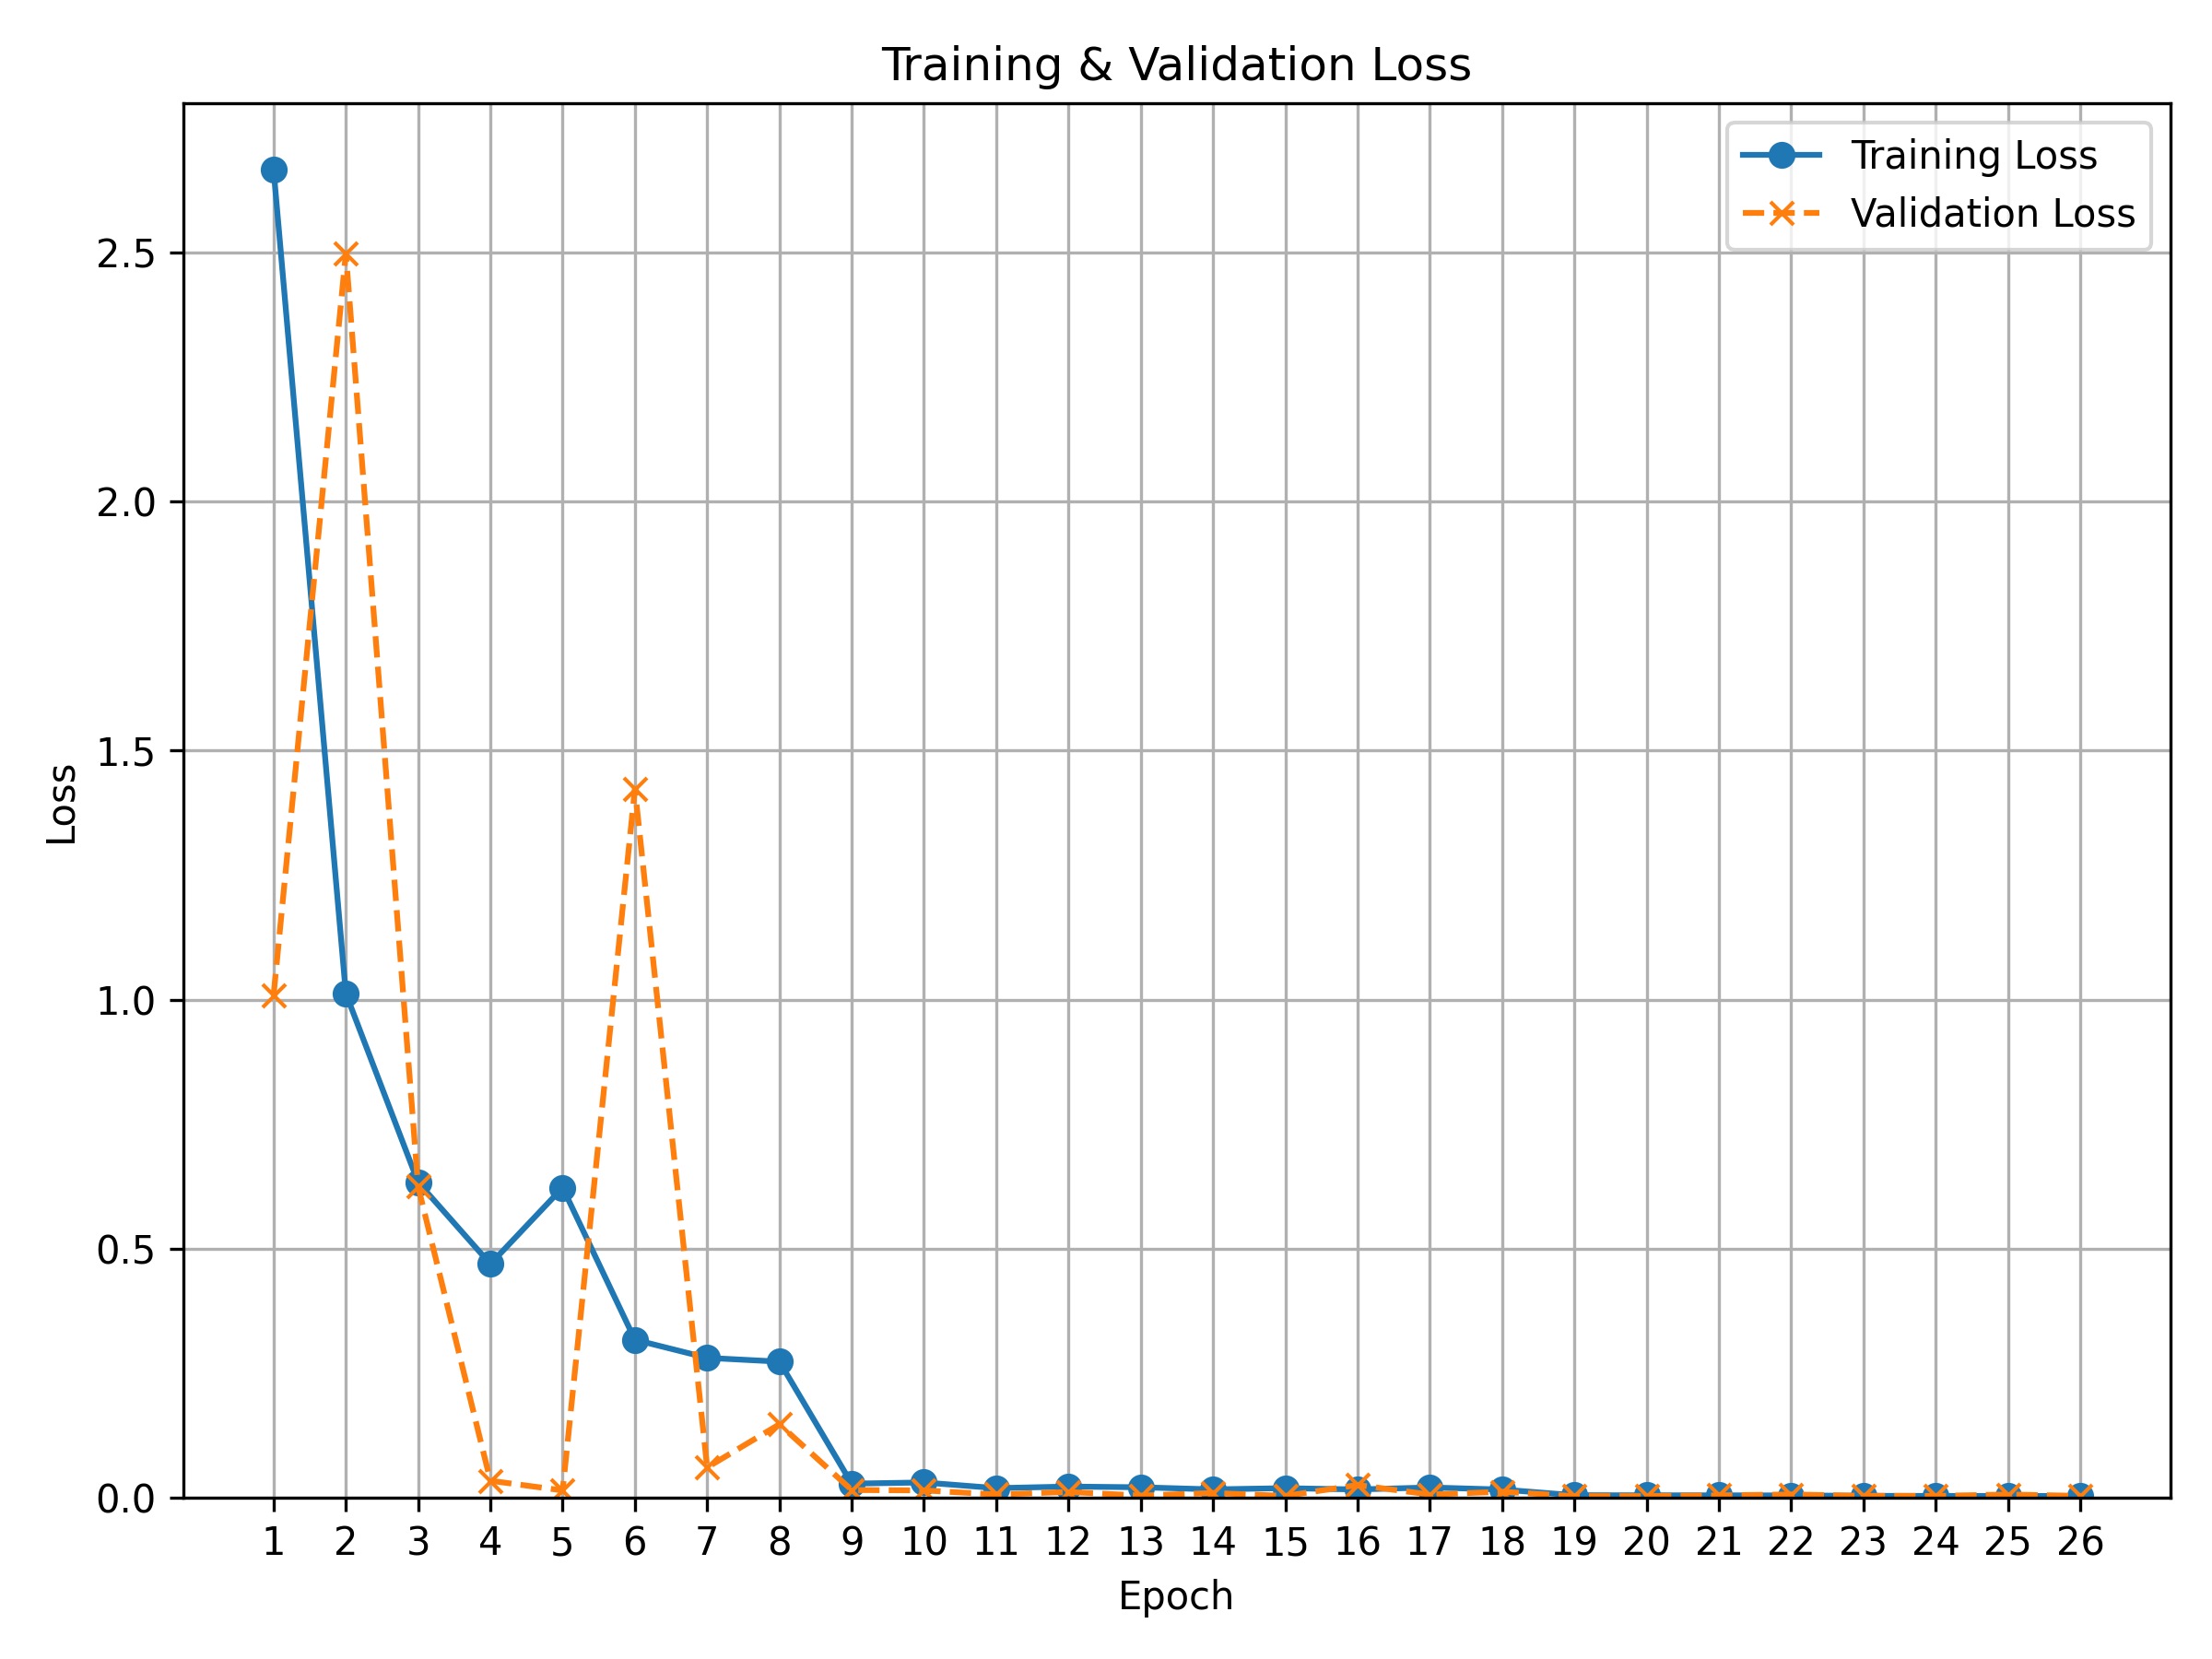 Training & Validation Loss
Training Loss
Validation Loss
2.5
2.0
1.5
1.0
0.5
0.0
Loss
1 2 3 4 5 6 7 8 9 10 11 12 13 14 15 16 17 18 19 20 21 22 23 24 25 26
Epoch